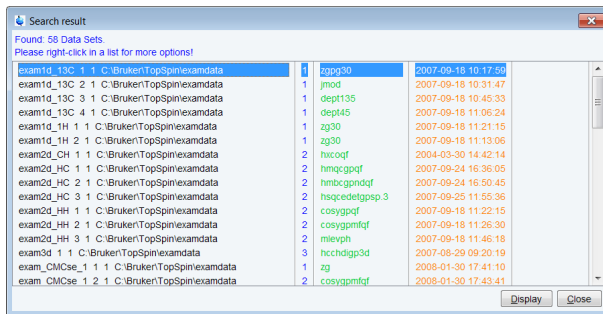 Search result
Found: 58 Data Sets.
Please right-click in a list for more options!
exam1d_13C 1 1 C:\Bruker\TopSpin\examdata 1 zgpg30 2007-09-18 10:17:59
exam1d_13C 2 1 C:\Bruker\TopSpin\examdata 1 jmod 2007-09-18 10:31:47
exam1d_13C 3 1 C:\Bruker\TopSpin\examdata 1 dept135 2007-09-18 10:45:33
exam1d_13C 4 1 C:\Bruker\TopSpin\examdata 1 dept45 2007-09-18 11:06:24
exam1d_1H 1 1 C:\Bruker\TopSpin\examdata 1 zg30 2007-09-18 11:21:15
exam1d_1H 2 1 C:\Bruker\TopSpin\examdata 1 zg30 2007-09-18 11:13:06
exam2d_CH 1 1 C:\Bruker\TopSpin\examdata 2 hxcoqf 2004-03-30 14:42:14
exam2d_HC 1 1 C:\Bruker\TopSpin\examdata 2 hmqcgpqf 2007-09-24 16:36:05
exam2d_HC 2 1 C:\Bruker\TopSpin\examdata 2 hmbcgpndqf 2007-09-24 16:50:45
exam2d_HC 3 1 C:\Bruker\TopSpin\examdata 2 hsqcedetgpsp.3 2007-09-25 11:55:36
exam2d_HH 1 1 C:\Bruker\TopSpin\examdata 2 cosygpqf 2007-09-18 11:22:15
exam2d_HH 2 1 C:\Bruker\TopSpin\examdata 2 cosygpmfqf 2007-09-18 11:26:30
exam2d_HH 3 1 C:\Bruker\TopSpin\examdata 2 mlevph 2007-09-18 11:46:18
exam3d 1 1 C:\Bruker\TopSpin\examdata 3 hcchdigp3d 2007-08-29 09:20:19
exam_CMCse_1 1 1 C:\Bruker\TopSpin\examdata 1 zg 2008-01-30 17:41:10
exam_CMCse_1 2 1 C:\Bruker\TopSpin\examdata 2 cosygpmfqf 2008-01-30 17:43:41
Display Close